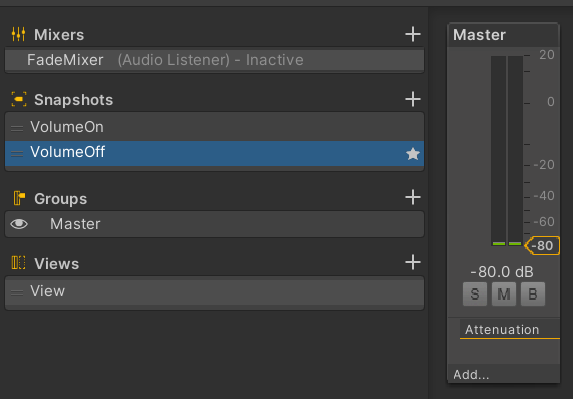 Mixers
FadeMixer (Audio Listener) - Inactive
Snapshots
VolumeOn
VolumeOff
Groups
Master
Views
View
Master
20
0
-20
-40
-60
-80
-80.0 dB
S M B
Attenuation
Add...